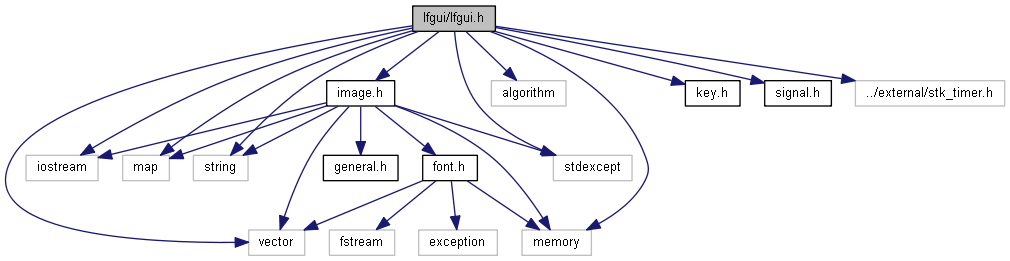 lfgui/lfgui.h
image.h
algorithm
key.h
signal.h
../external/stk_timer.h
iostream
map
string
general.h
font.h
stdexcept
vector
fstream
exception
memory